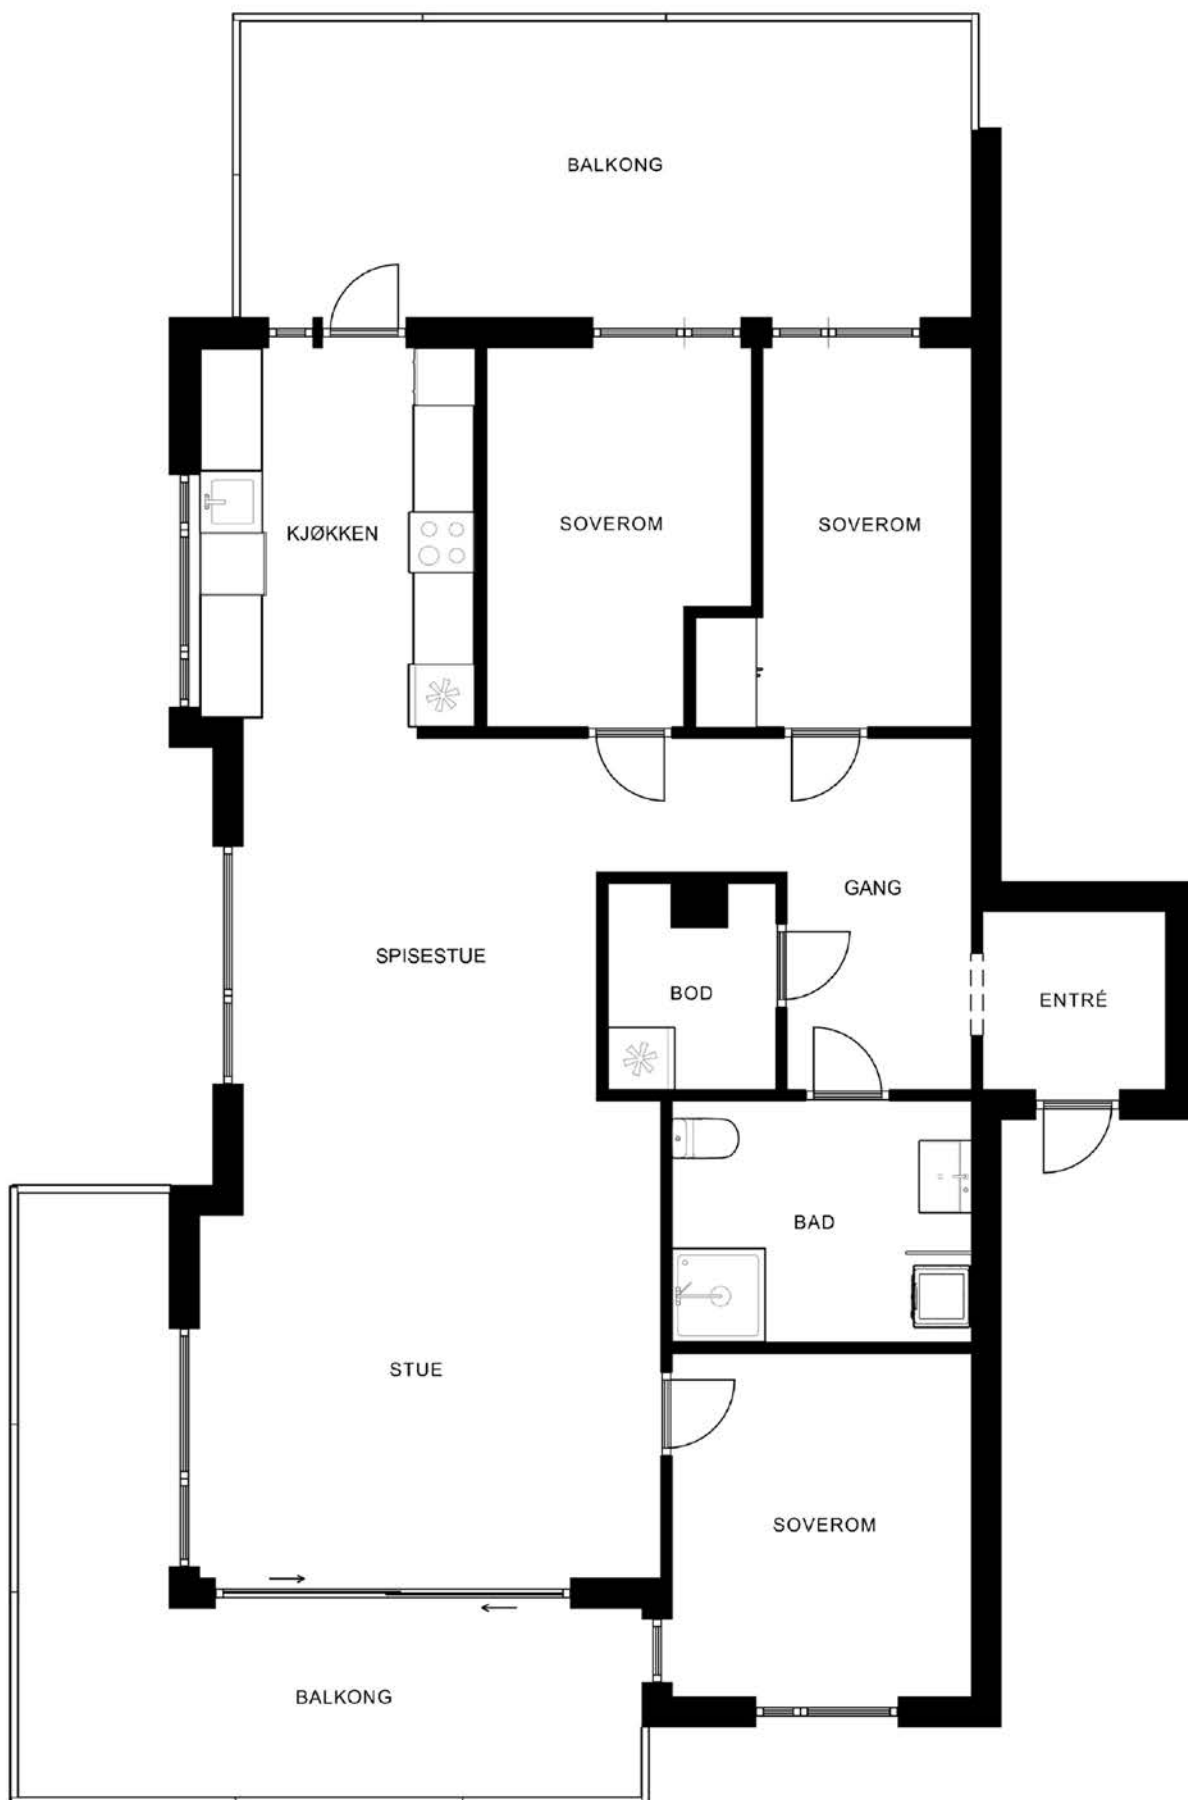 BALKONG
KJØKKEN
SOVEROM
SOVEROM
GANG
SPISESTUE
BOD
ENTRÉ
BAD
STUE
SOVEROM
BALKONG